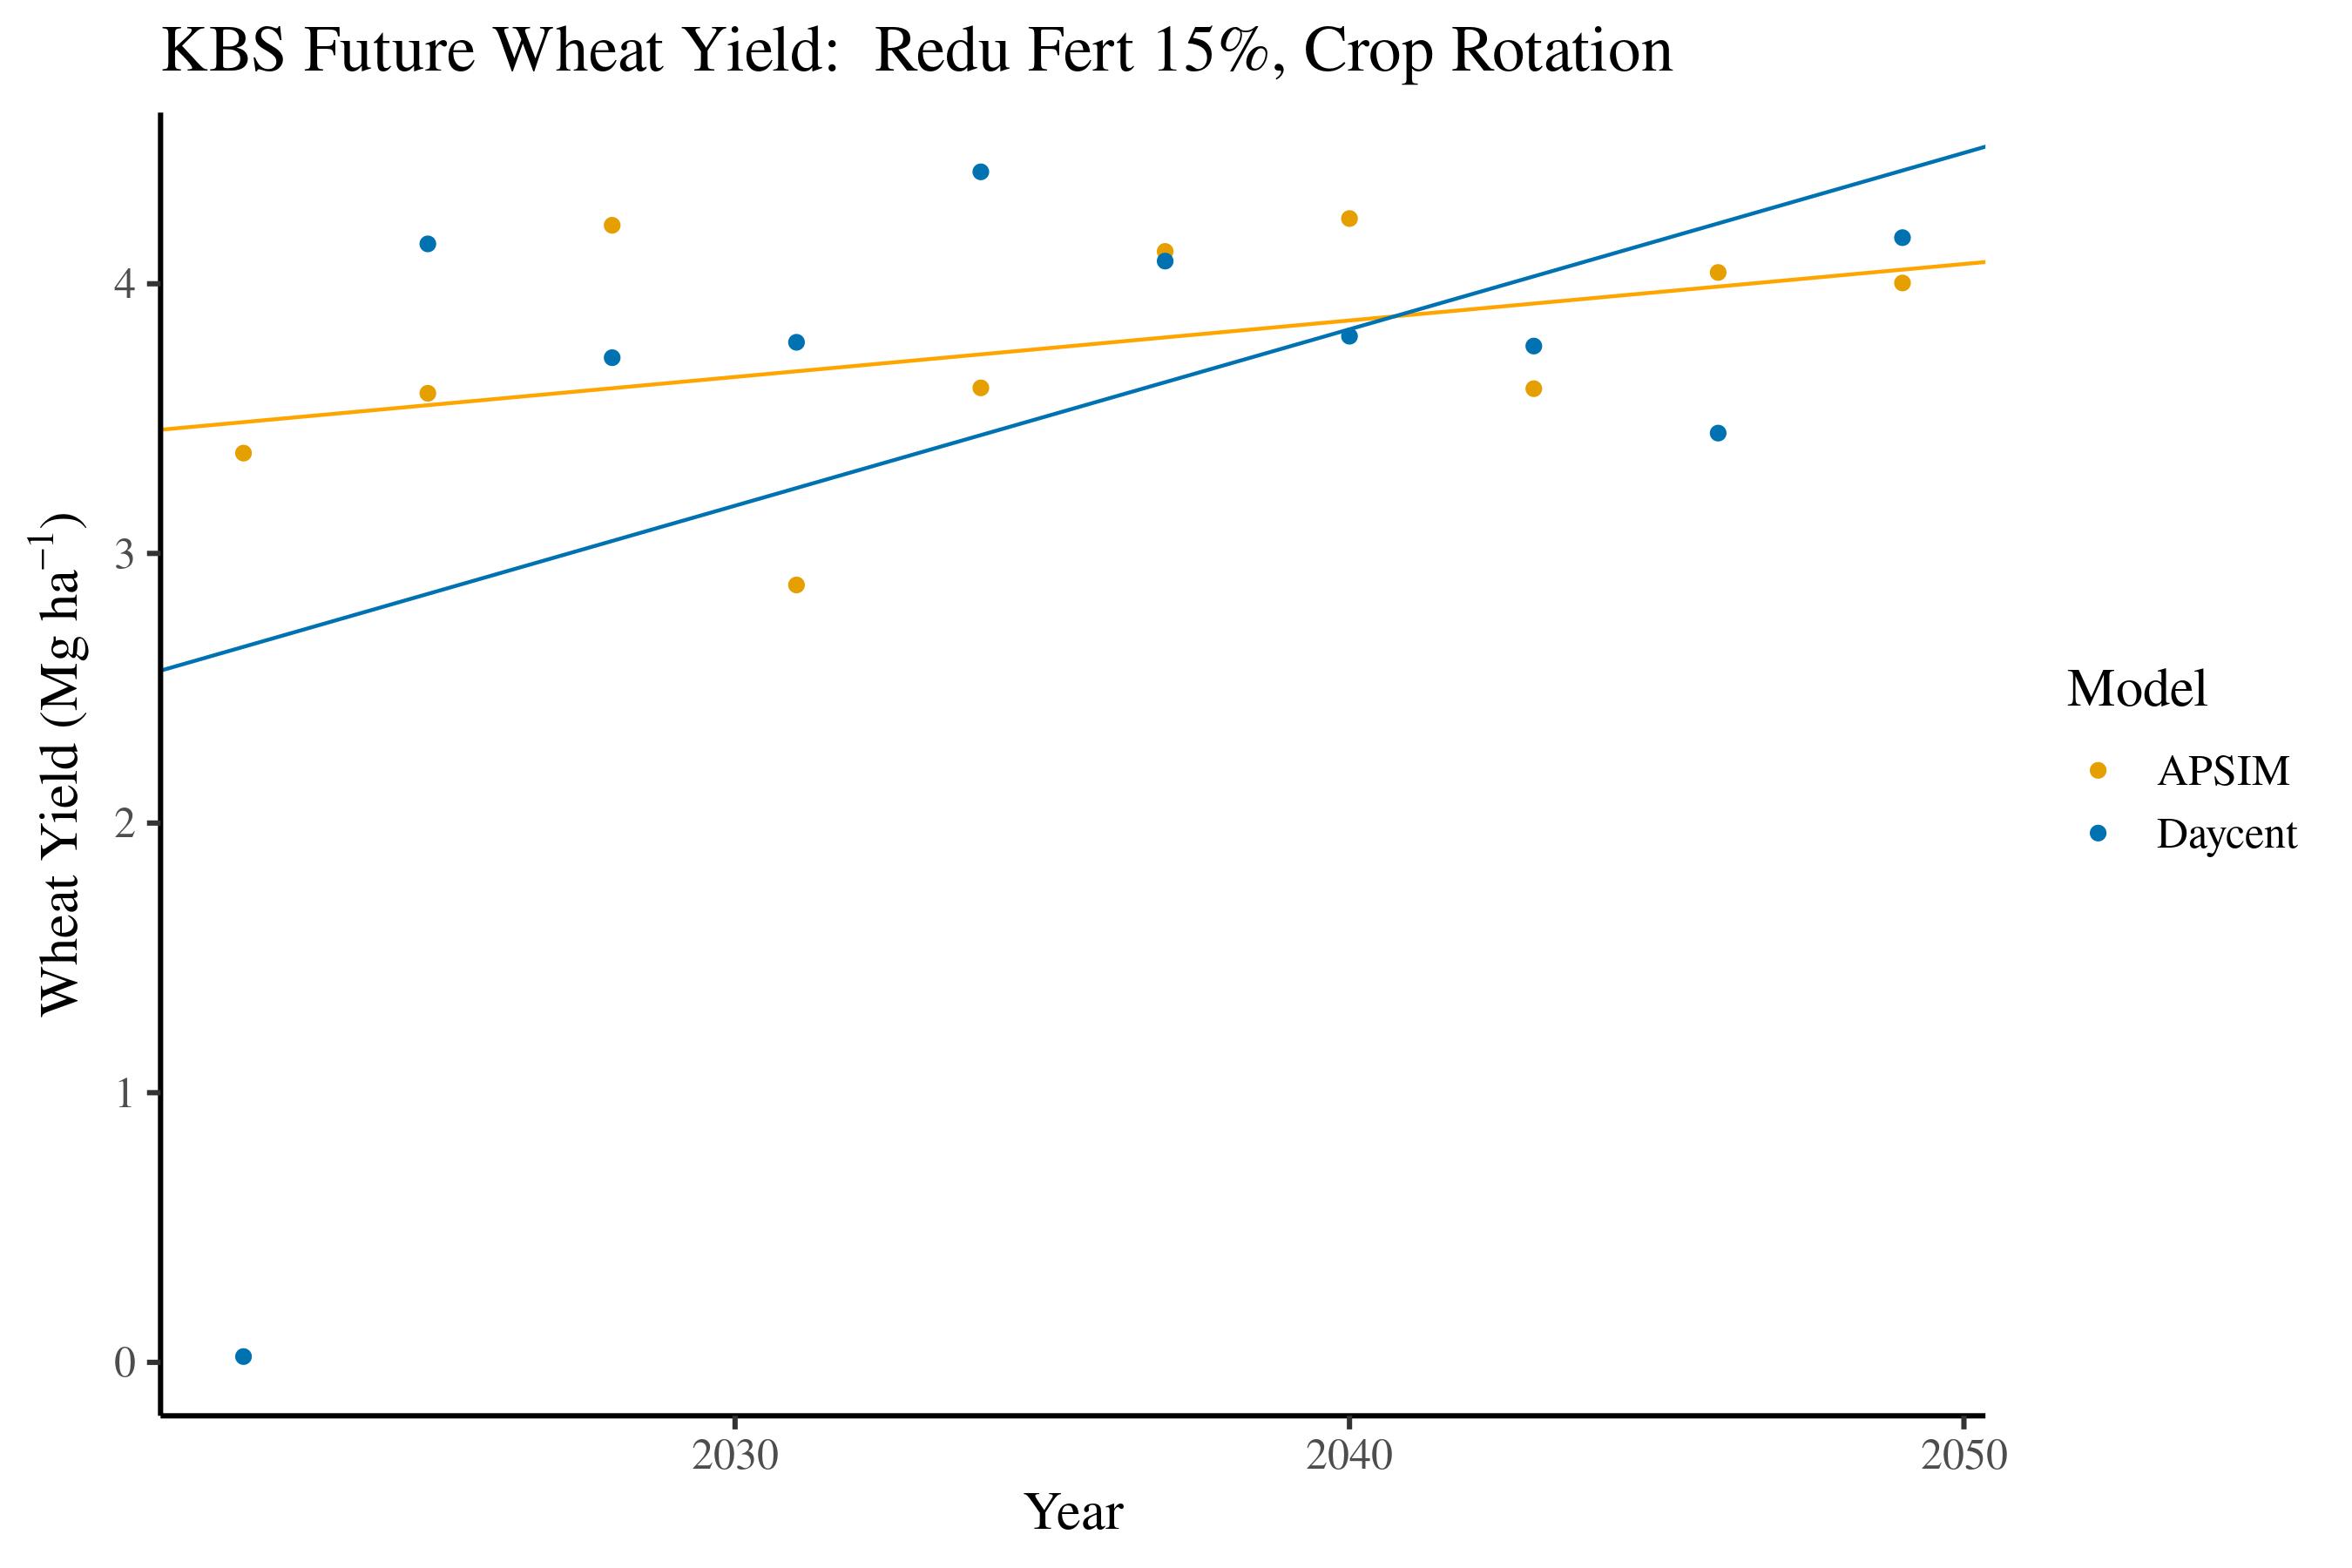 KBS Future Wheat Yield:  Redu Fert 15%, Crop Rotation
Wheat Yield (Mg ha⁻¹)
4
3
2
1
0
2030 2040 2050
Year
Model
APSIM
Daycent